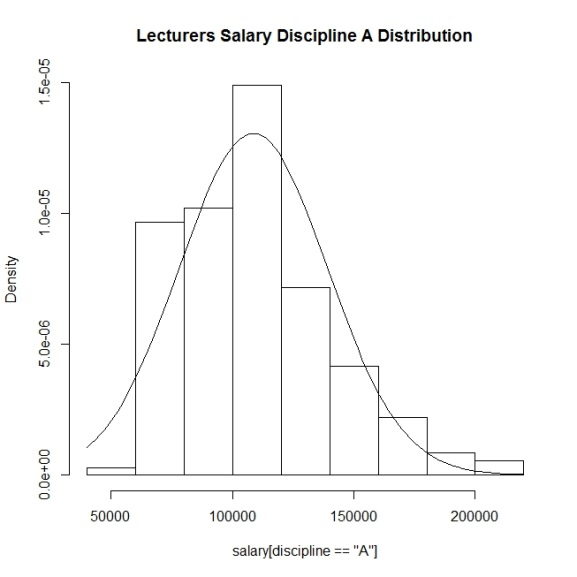 Lecturers Salary Discipline A Distribution
1.5e-05
1.0e-05
5.0e-06
0.0e+00
Density
50000 100000 150000 200000
salary[discipline == "A"]